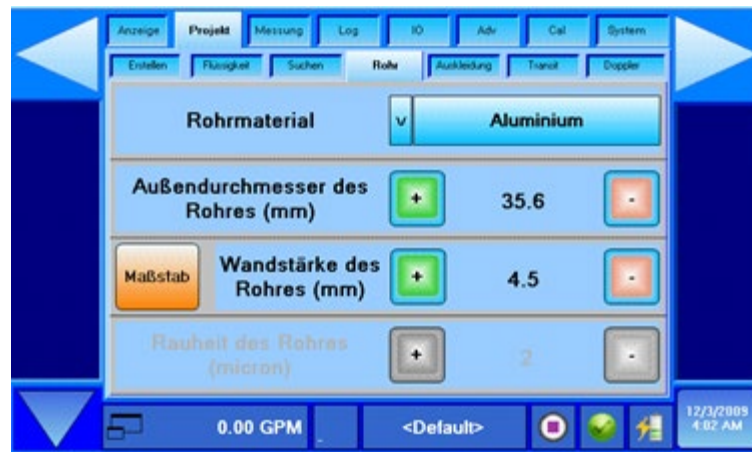 Anzeige Projekt Messung Log IO Adv Cal System
Erstellen Flüssigkeit Suchen Rohr Auskleidung Transit Doppler
Rohrmaterial v Aluminium
Außendurchmesser des
Rohres (mm) + 35.6 -
Maßstab Wandstärke des
Rohres (mm) + 4.5 -
Rauheit des Rohres
(micron) + 2 -
0.00 GPM <Default>
12/3/2009
4:02 AM